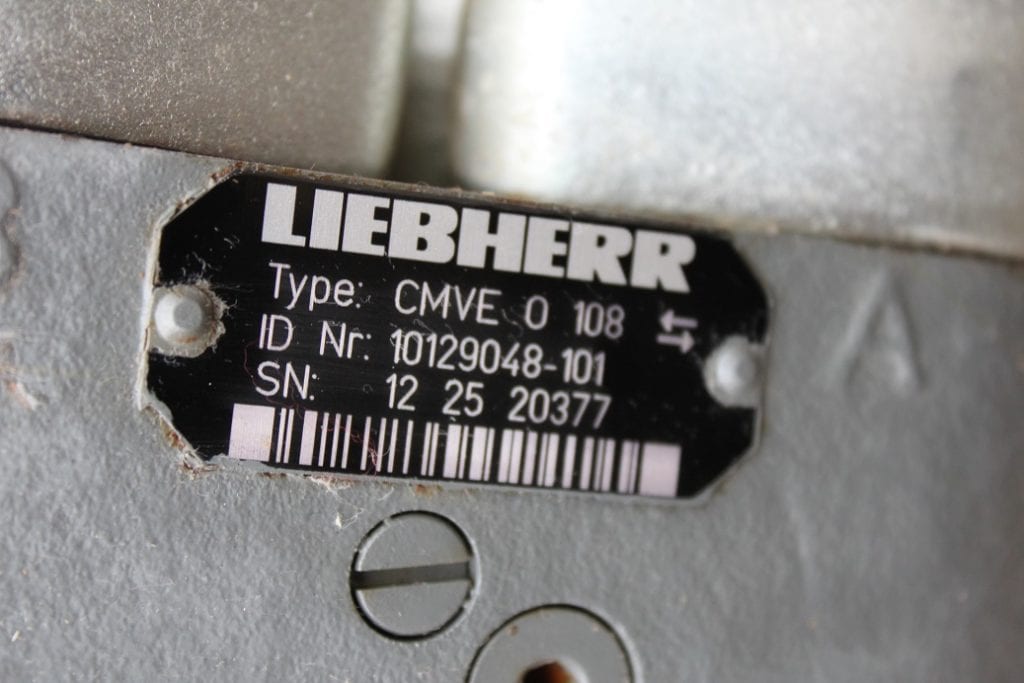 LIEBHERR
Type: CMVE 0 108 ⇆
ID Nr: 10129048-101
SN: 12 25 20377
A